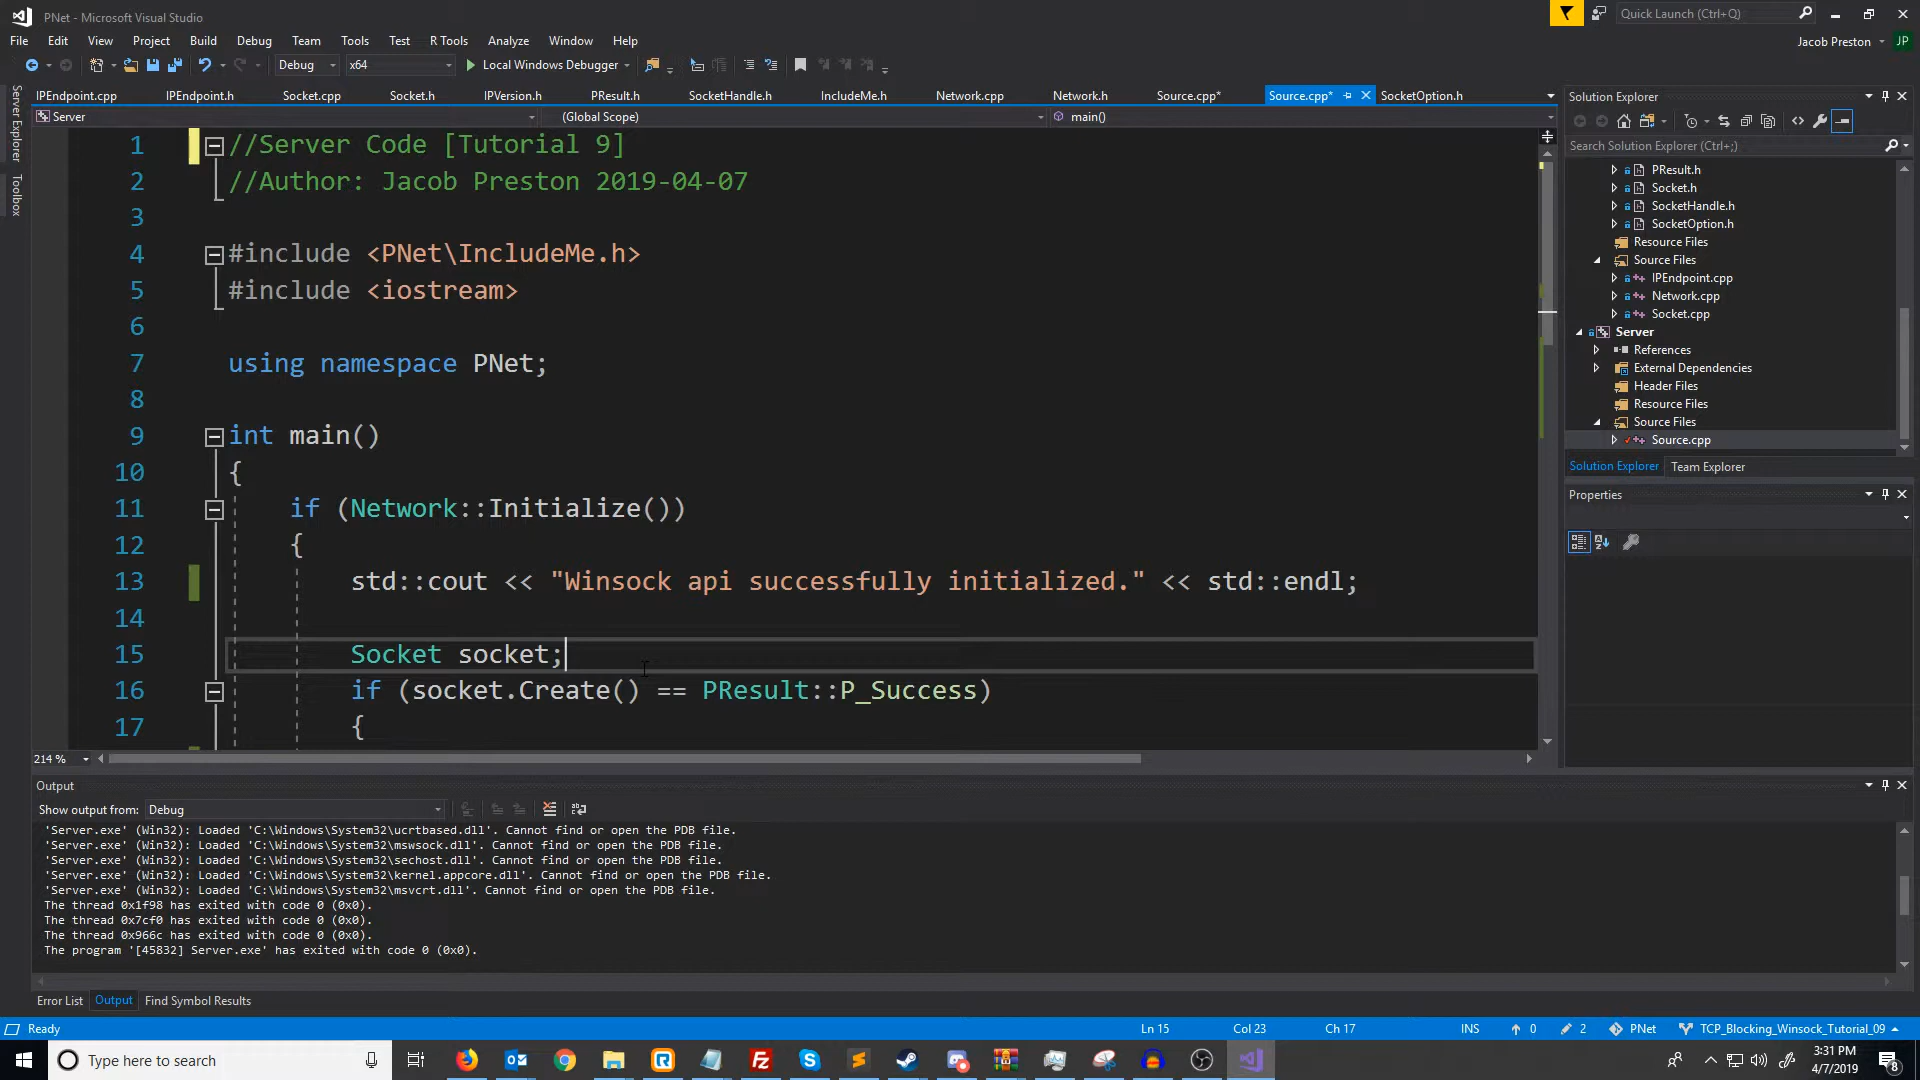 PNet - Microsoft Visual Studio
Quick Launch (Ctrl+Q)
File Edit View Project Build Debug Team Tools Test R Tools Analyze Window Help
Jacob Preston JP
Debug x64 Local Windows Debugger
Server Explorer
Toolbox
IPEndpoint.cpp IPEndpoint.h Socket.cpp Socket.h IPVersion.h PResult.h SocketHandle.h IncludeMe.h Network.cpp Network.h Source.cpp* Source.cpp* SocketOption.h
Server (Global Scope) main()
1 //Server Code [Tutorial 9]
2 //Author: Jacob Preston 2019-04-07
3
4 #include <PNet\IncludeMe.h>
5 #include <iostream>
6
7 using namespace PNet;
8
9 int main()
10 {
11 if (Network::Initialize())
12 {
13 std::cout << "Winsock api successfully initialized." << std::endl;
14
15 Socket socket;
16 if (socket.Create() == PResult::P_Success)
17 {
214 %
Solution Explorer
Search Solution Explorer (Ctrl+;)
PResult.h
Socket.h
SocketHandle.h
SocketOption.h
Resource Files
Source Files
IPEndpoint.cpp
Network.cpp
Socket.cpp
Server
References
External Dependencies
Header Files
Resource Files
Source Files
Source.cpp
Solution Explorer Team Explorer
Properties
Output
Show output from: Debug
'Server.exe' (Win32): Loaded 'C:\Windows\System32\ucrtbased.dll'. Cannot find or open the PDB file.
'Server.exe' (Win32): Loaded 'C:\Windows\System32\mswsock.dll'. Cannot find or open the PDB file.
'Server.exe' (Win32): Loaded 'C:\Windows\System32\sechost.dll'. Cannot find or open the PDB file.
'Server.exe' (Win32): Loaded 'C:\Windows\System32\kernel.appcore.dll'. Cannot find or open the PDB file.
'Server.exe' (Win32): Loaded 'C:\Windows\System32\msvcrt.dll'. Cannot find or open the PDB file.
The thread 0x1f98 has exited with code 0 (0x0).
The thread 0x7cf0 has exited with code 0 (0x0).
The thread 0x966c has exited with code 0 (0x0).
The program '[45832] Server.exe' has exited with code 0 (0x0).
Error List Output Find Symbol Results
Ready Ln 15 Col 23 Ch 17 INS 0 2 PNet TCP_Blocking_Winsock_Tutorial_09
Type here to search
3:31 PM
4/7/2019
8